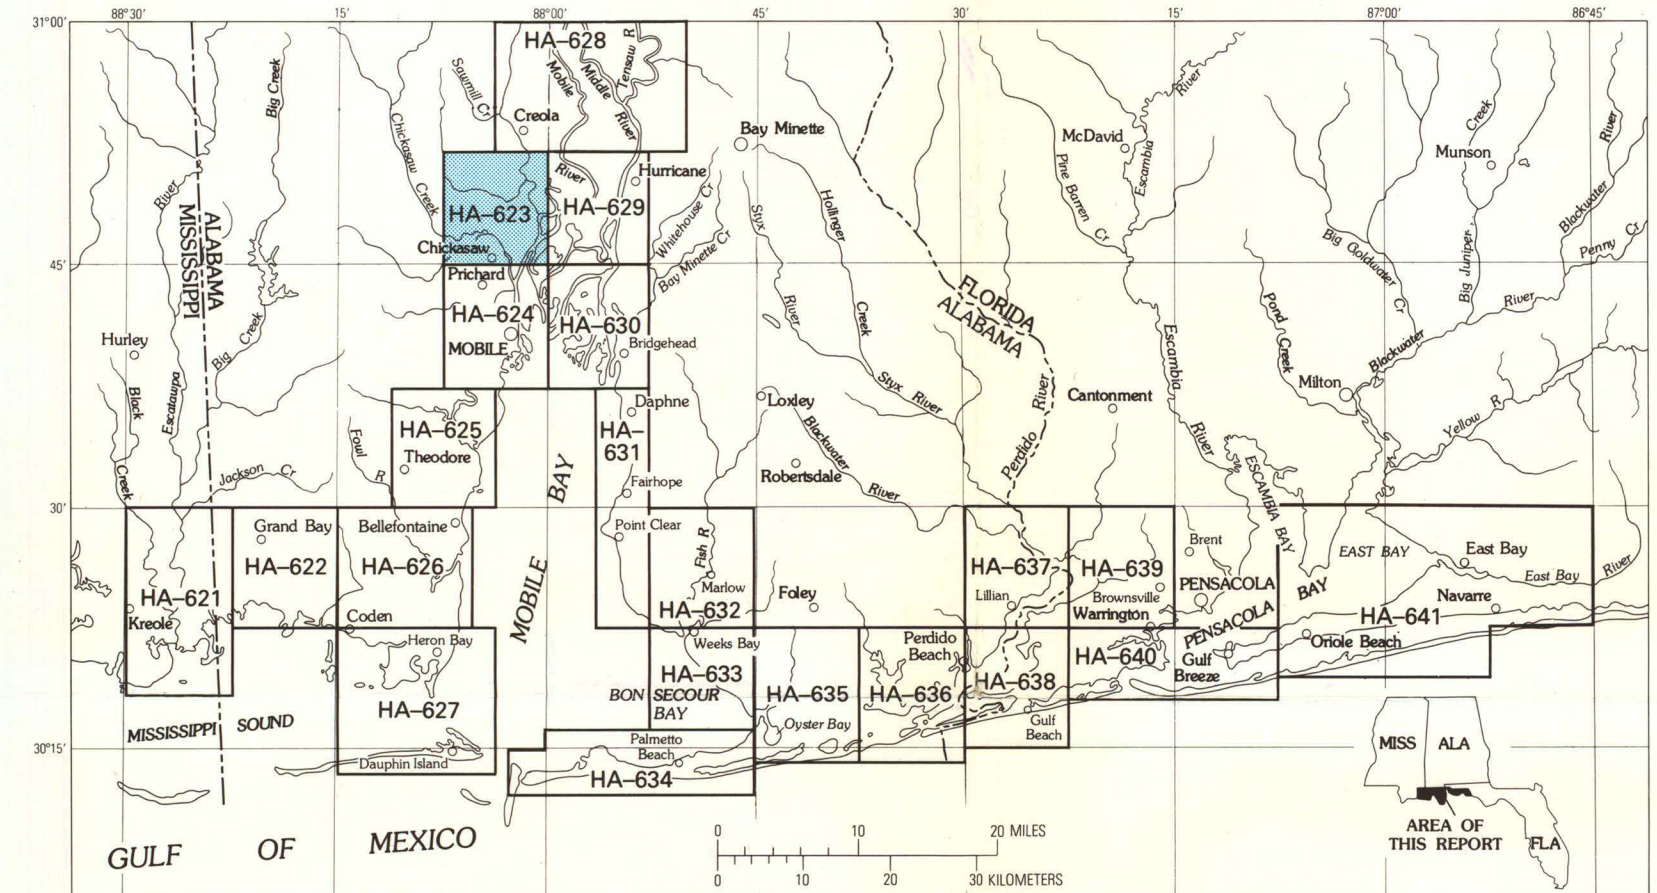 88°30'
15'
88°00'
45'
30'
15'
87°00'
86°45'
31°00'
HA–628
Mobile
Middle
River
Tensaw R
Sawmill Cr
Creola
Big Creek
Chickasaw Creek
Bay Minette
McDavid
Escambia
River
Pine Barren
Cr
Creek
Munson
River
Blackwater
Penny Cr
River
ALABAMA
MISSISSIPPI
HA–623
Chickasaw
River
Hurricane
HA–629
Whitehouse Cr
Bay Minette Cr
Styx
River
Hollinger
Creek
Big Coldwater
Cr
Big Juniper
45'
Prichard
HA–624
MOBILE
HA–630
Bridgehead
FLORIDA
ALABAMA
Pond
Creek
Blackwater
River
Hurley
Big
Creek
Black
Creek
Escatawpa
Styx
River
Perdido
River
Cantonment
Escambia
River
Milton
Yellow R
Daphne
HA–
631
Loxley
Blackwater
River
Robertsdale
HA–625
Theodore
Fowl
R
Jackson Cr
Fairhope
BAY
MOBILE
ESCAMBIA BAY
30'
Grand Bay
HA–622
Bellefontaine
HA–626
Point Clear
Fish R
Marlow
HA–632
Foley
HA–637
Lillian
HA–639
Brownsville
Warrington
Brent
PENSACOLA
PENSACOLA
BAY
EAST BAY
East Bay
East Bay
River
Navarre
HA–641
Oriole Beach
HA–621
Kreole
Coden
Heron Bay
HA–627
Weeks Bay
HA–633
BON SECOUR
BAY
HA–635
Oyster Bay
Perdido
Beach
HA–636
HA–638
Gulf
Beach
HA–640
Gulf
Breeze
MISSISSIPPI SOUND
30°15'
Dauphin Island
Palmetto
Beach
HA–634
GULF OF MEXICO
0 10 20 MILES
0 10 20 30 KILOMETERS
MISS
ALA
AREA OF
THIS REPORT
FLA